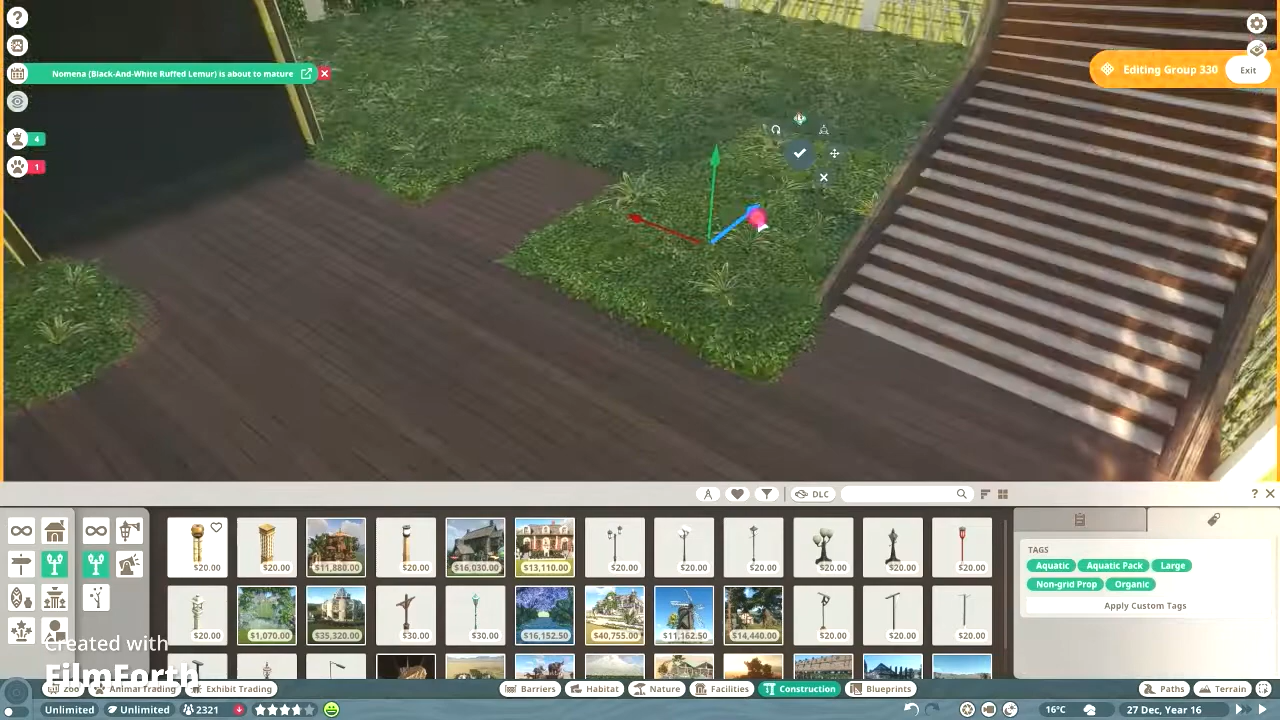 Nomena (Black-And-White Ruffed Lemur) is about to mature
Editing Group 330
Exit
4
1
DLC
$20.00
$20.00
$11,880.00
$20.00
$16,030.00
$13,110.00
$20.00
$20.00
$20.00
$20.00
$20.00
$20.00
$20.00
$1,070.00
$35,320.00
$30.00
$30.00
$16,152.50
$40,755.00
$11,162.50
$14,440.00
$20.00
$20.00
$20.00
TAGS
Aquatic
Aquatic Pack
Large
Non-grid Prop
Organic
Apply Custom Tags
Created with
FilmForth
Zoo
Animal Trading
Exhibit Trading
Barriers
Habitat
Nature
Facilities
Construction
Blueprints
Paths
Terrain
Unlimited
Unlimited
2321
16°C
27 Dec, Year 16